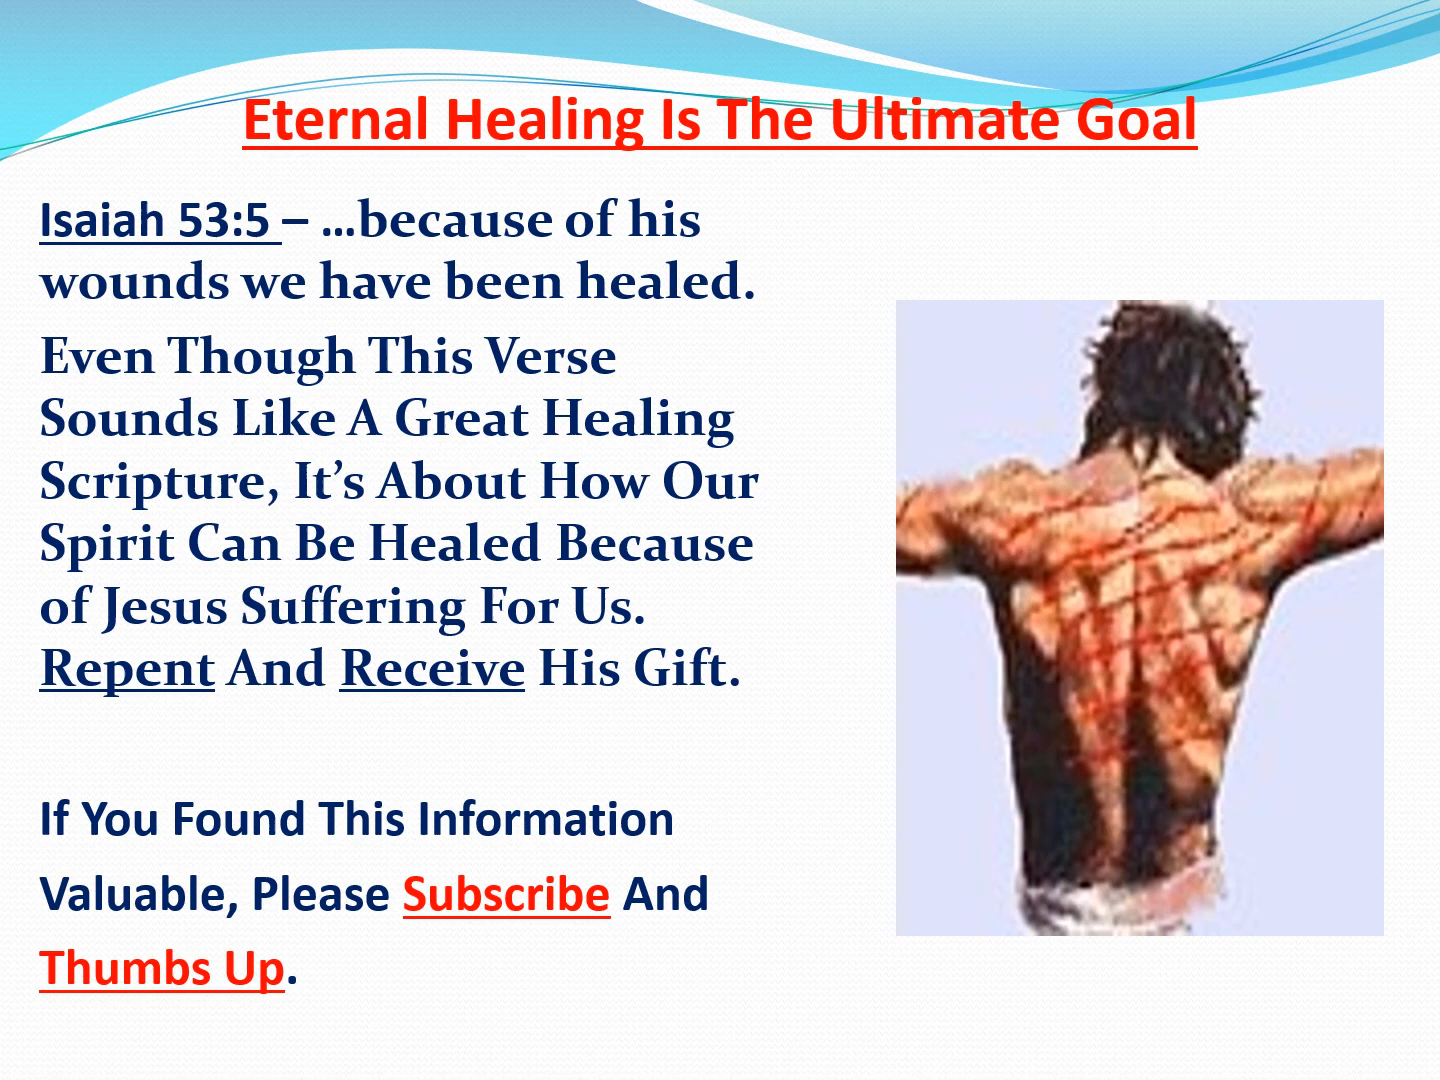 Eternal Healing Is The Ultimate Goal
Isaiah 53:5 – …because of his
wounds we have been healed.
Even Though This Verse
Sounds Like A Great Healing
Scripture, It’s About How Our
Spirit Can Be Healed Because
of Jesus Suffering For Us.
Repent And Receive His Gift.
If You Found This Information
Valuable, Please Subscribe And
Thumbs Up.